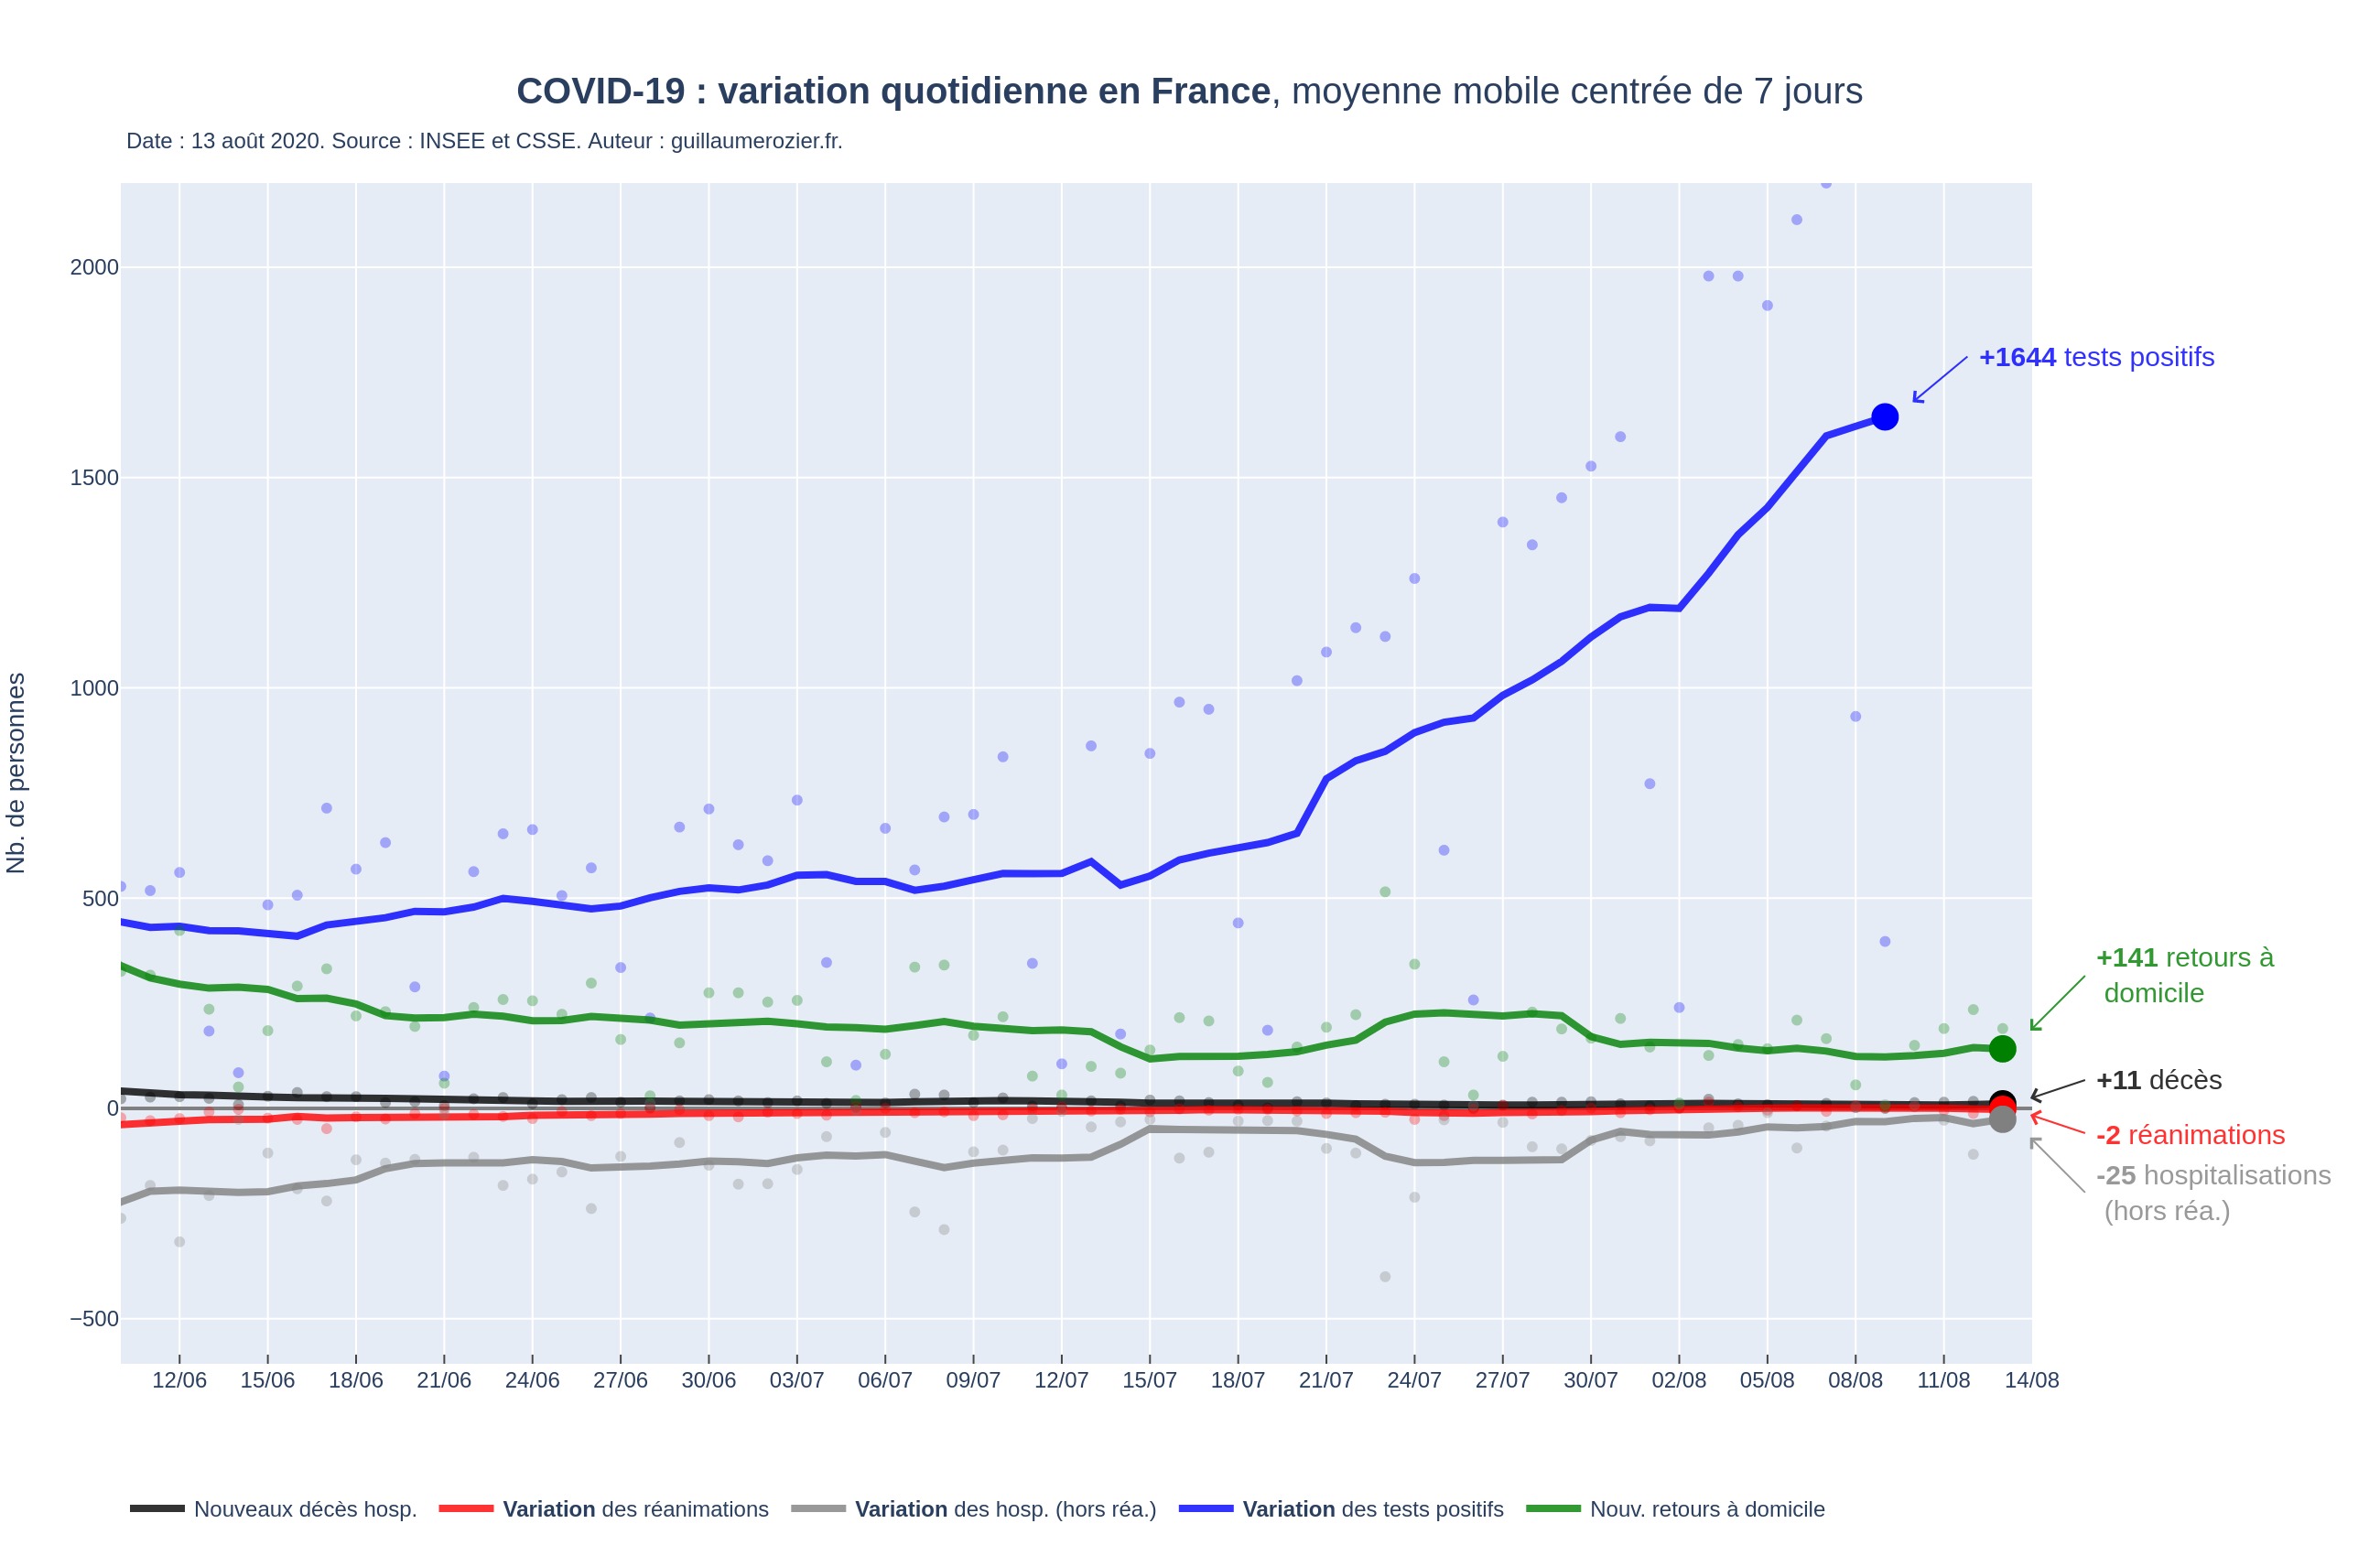 COVID-19 : variation quotidienne en France, moyenne mobile centrée de 7 jours
Date : 13 août 2020. Source : INSEE et CSSE. Auteur : guillaumerozier.fr.
Nb. de personnes
2000
1500
1000
500
0
−500
+1644 tests positifs
+141 retours à
domicile
+11 décès
-2 réanimations
-25 hospitalisations
(hors réa.)
12/06 15/06 18/06 21/06 24/06 27/06 30/06 03/07 06/07 09/07 12/07 15/07 18/07 21/07 24/07 27/07 30/07 02/08 05/08 08/08 11/08 14/08
Nouveaux décès hosp. Variation des réanimations Variation des hosp. (hors réa.) Variation des tests positifs Nouv. retours à domicile